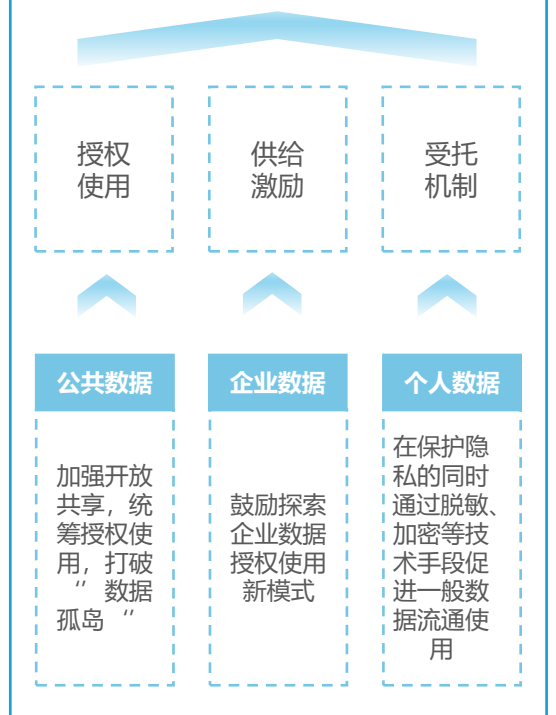 授权
使用
供给
激励
受托
机制
公共数据
企业数据
个人数据
加强开放
共享，统
筹授权使
用，打破
“ 数据
孤岛 “
鼓励探索
企业数据
授权使用
新模式
在保护隐
私的同时
通过脱敏、
加密等技
术手段促
进一般数
据流通使
用